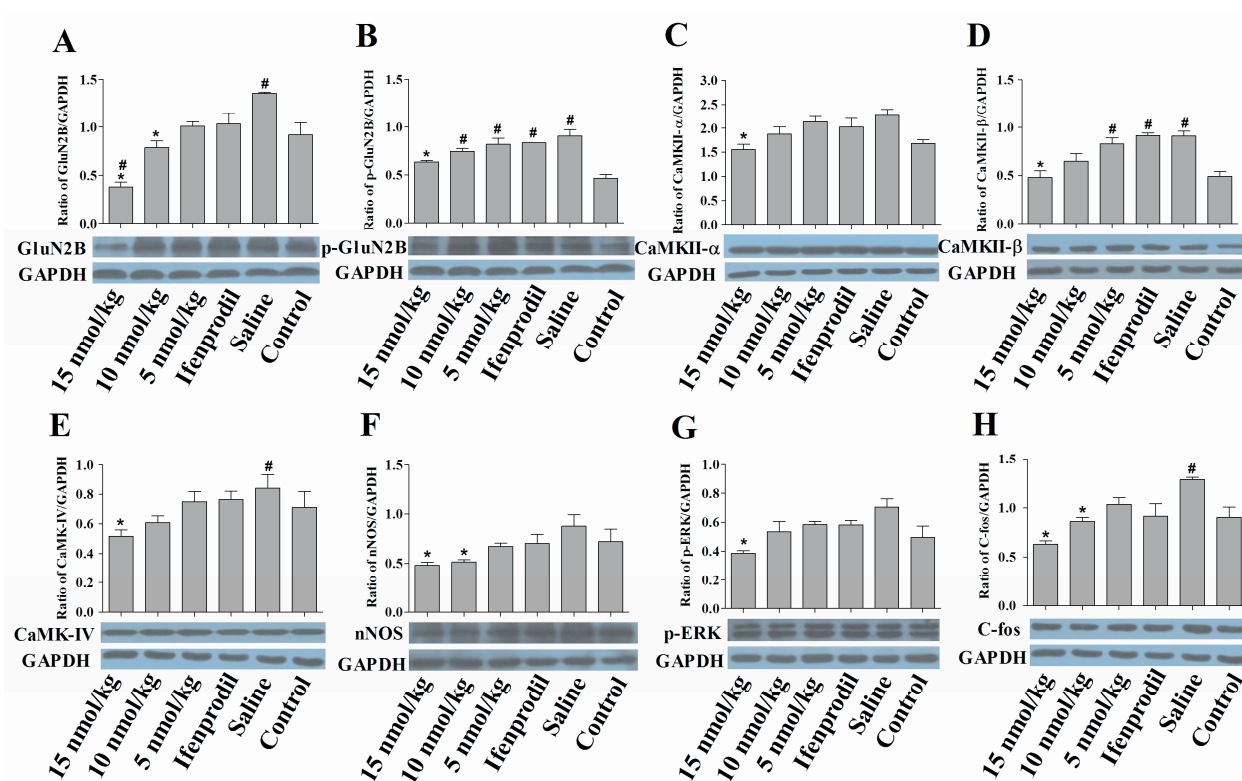 A
Ratio of GluN2B/GAPDH
1.5
1.0
0.5
0.0
#
*
*
#
GluN2B
GAPDH
15 nmol/kg
10 nmol/kg
5 nmol/kg
Ifenprodil
Saline
Control
B
Ratio of p-GluN2B/GAPDH
1.5
1.0
0.5
0.0
*
#
#
#
#
p-GluN2B
GAPDH
15 nmol/kg
10 nmol/kg
5 nmol/kg
Ifenprodil
Saline
Control
C
Ratio of CaMKII-α/GAPDH
3.0
2.5
2.0
1.5
1.0
0.5
0.0
*
CaMKII-α
GAPDH
15 nmol/kg
10 nmol/kg
5 nmol/kg
Ifenprodil
Saline
Control
D
Ratio of CaMKII-β/GAPDH
1.5
1.0
0.5
0.0
*
#
#
#
CaMKII-β
GAPDH
15 nmol/kg
10 nmol/kg
5 nmol/kg
Ifenprodil
Saline
Control
E
Ratio of CaMK-IV/GAPDH
1.0
0.8
0.6
0.4
0.2
0.0
*
#
CaMK-IV
GAPDH
15 nmol/kg
10 nmol/kg
5 nmol/kg
Ifenprodil
Saline
Control
F
Ratio of nNOS/GAPDH
1.5
1.0
0.5
0.0
*
*
nNOS
GAPDH
15 nmol/kg
10 nmol/kg
5 nmol/kg
Ifenprodil
Saline
Control
G
Ratio of p-ERK/GAPDH
1.0
0.8
0.6
0.4
0.2
0.0
*
p-ERK
GAPDH
15 nmol/kg
10 nmol/kg
5 nmol/kg
Ifenprodil
Saline
Control
H
Ratio of C-fos/GAPDH
1.5
1.0
0.5
0.0
*
*
#
C-fos
GAPDH
15 nmol/kg
10 nmol/kg
5 nmol/kg
Ifenprodil
Saline
Control